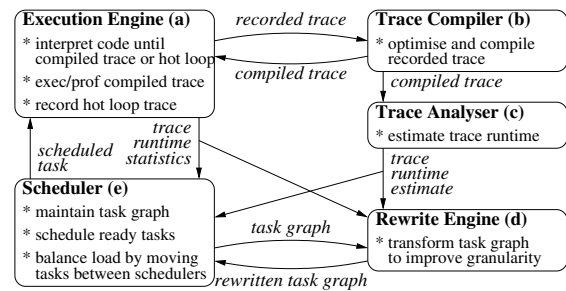 Execution Engine (a)
* interpret code until
compiled trace or hot loop
* exec/prof compiled trace
* record hot loop trace
recorded trace
compiled trace
Trace Compiler (b)
* optimise and compile
recorded trace
compiled trace
Trace Analyser (c)
* estimate trace runtime
scheduled
task
trace
runtime
statistics
trace
runtime
estimate
Scheduler (e)
* maintain task graph
* schedule ready tasks
* balance load by moving
tasks between schedulers
task graph
rewritten task graph
Rewrite Engine (d)
* transform task graph
to improve granularity